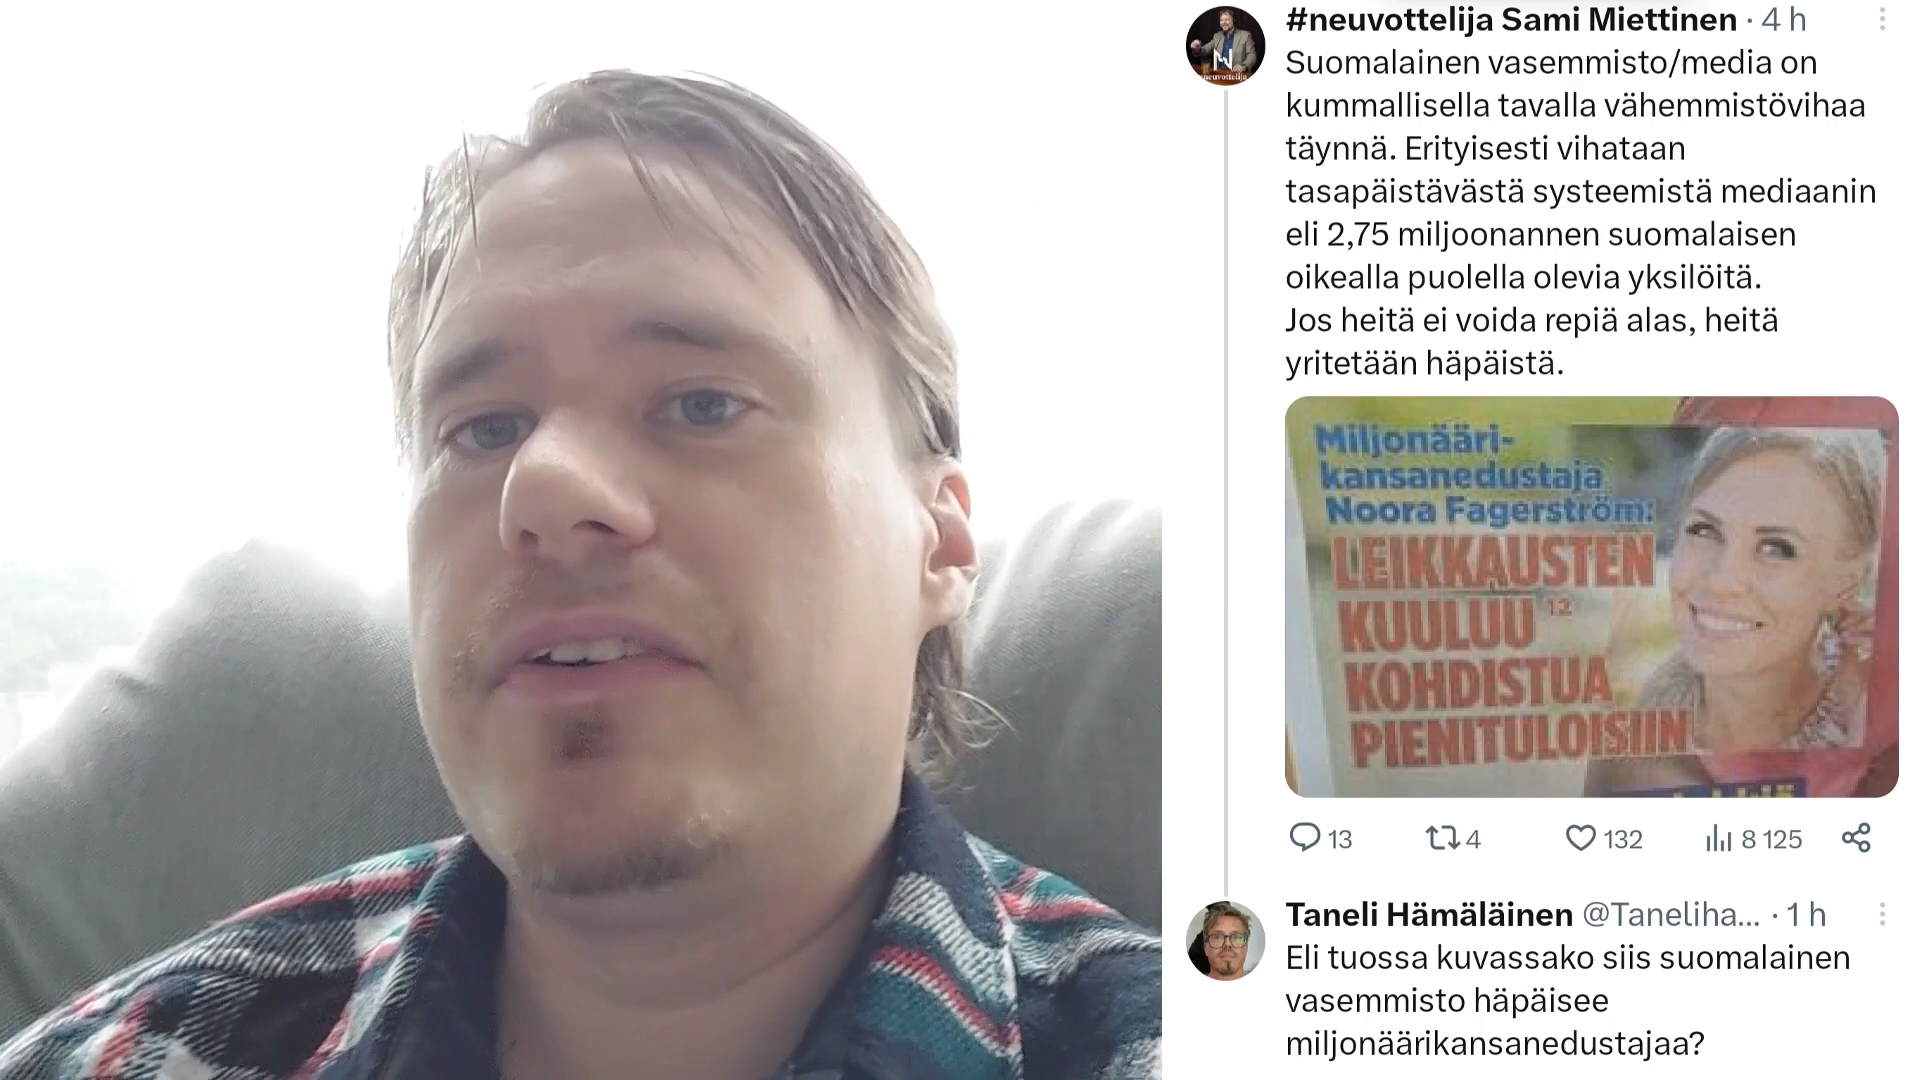 #neuvottelija Sami Miettinen · 4 h
Suomalainen vasemmisto/media on
kummallisella tavalla vähemmistövihaa
täynnä. Erityisesti vihataan
tasapäistävästä systeemistä mediaanin
eli 2,75 miljoonannen suomalaisen
oikealla puolella olevia yksilöitä.
Jos heitä ei voida repiä alas, heitä
yritetään häpäistä.
Miljonääri-
kansanedustaja
Noora Fagerström:
LEIKKAUSTEN
KUULUU 12
KOHDISTUA
PIENITULOISIIN
13 4 132 8 125
Taneli Hämäläinen @Taneliha... · 1 h
Eli tuossa kuvassako siis suomalainen
vasemmisto häpäisee
miljonäärikansanedustajaa?